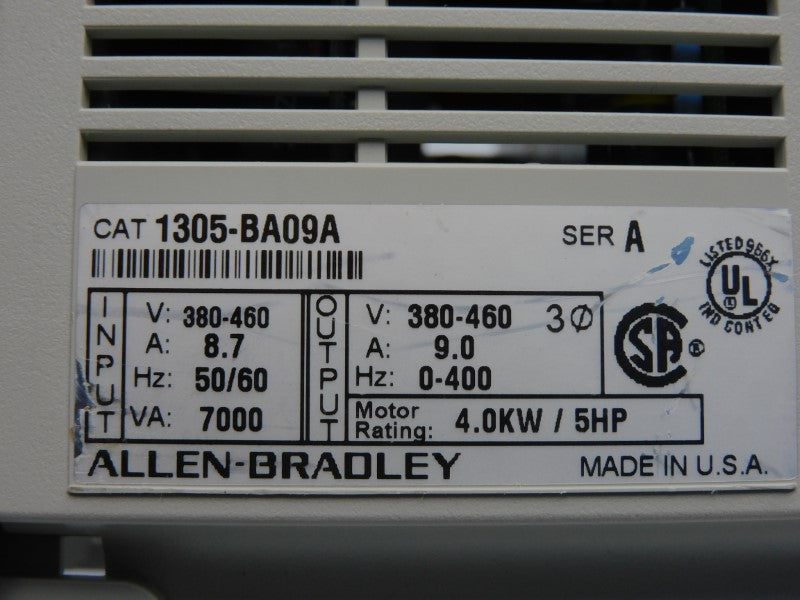 CAT 1305-BA09A
SER A
LISTED 966X
UL
IND CONT EQ
INPUT
V: 380-460
A: 8.7
Hz: 50/60
VA: 7000
OUTPUT
V: 380-460 3Ø
A: 9.0
Hz: 0-400
Motor
Rating: 4.0KW / 5HP
SA ®
ALLEN-BRADLEY
MADE IN U.S.A.